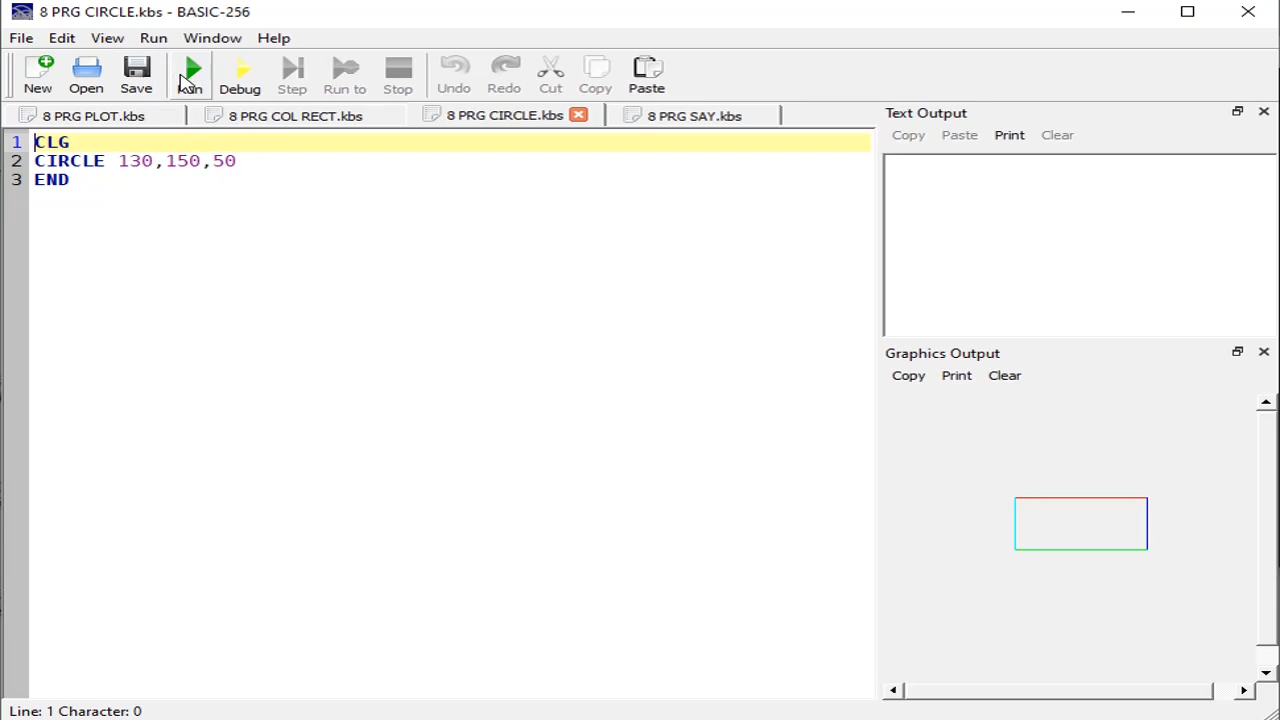 8 PRG CIRCLE.kbs - BASIC-256
File Edit View Run Window Help
New Open Save Run Debug Step Run to Stop Undo Redo Cut Copy Paste
8 PRG PLOT.kbs 8 PRG COL RECT.kbs 8 PRG CIRCLE.kbs 8 PRG SAY.kbs
1 CLG
2 CIRCLE 130,150,50
3 END
Text Output
Copy Paste Print Clear
Graphics Output
Copy Print Clear
Line: 1 Character: 0